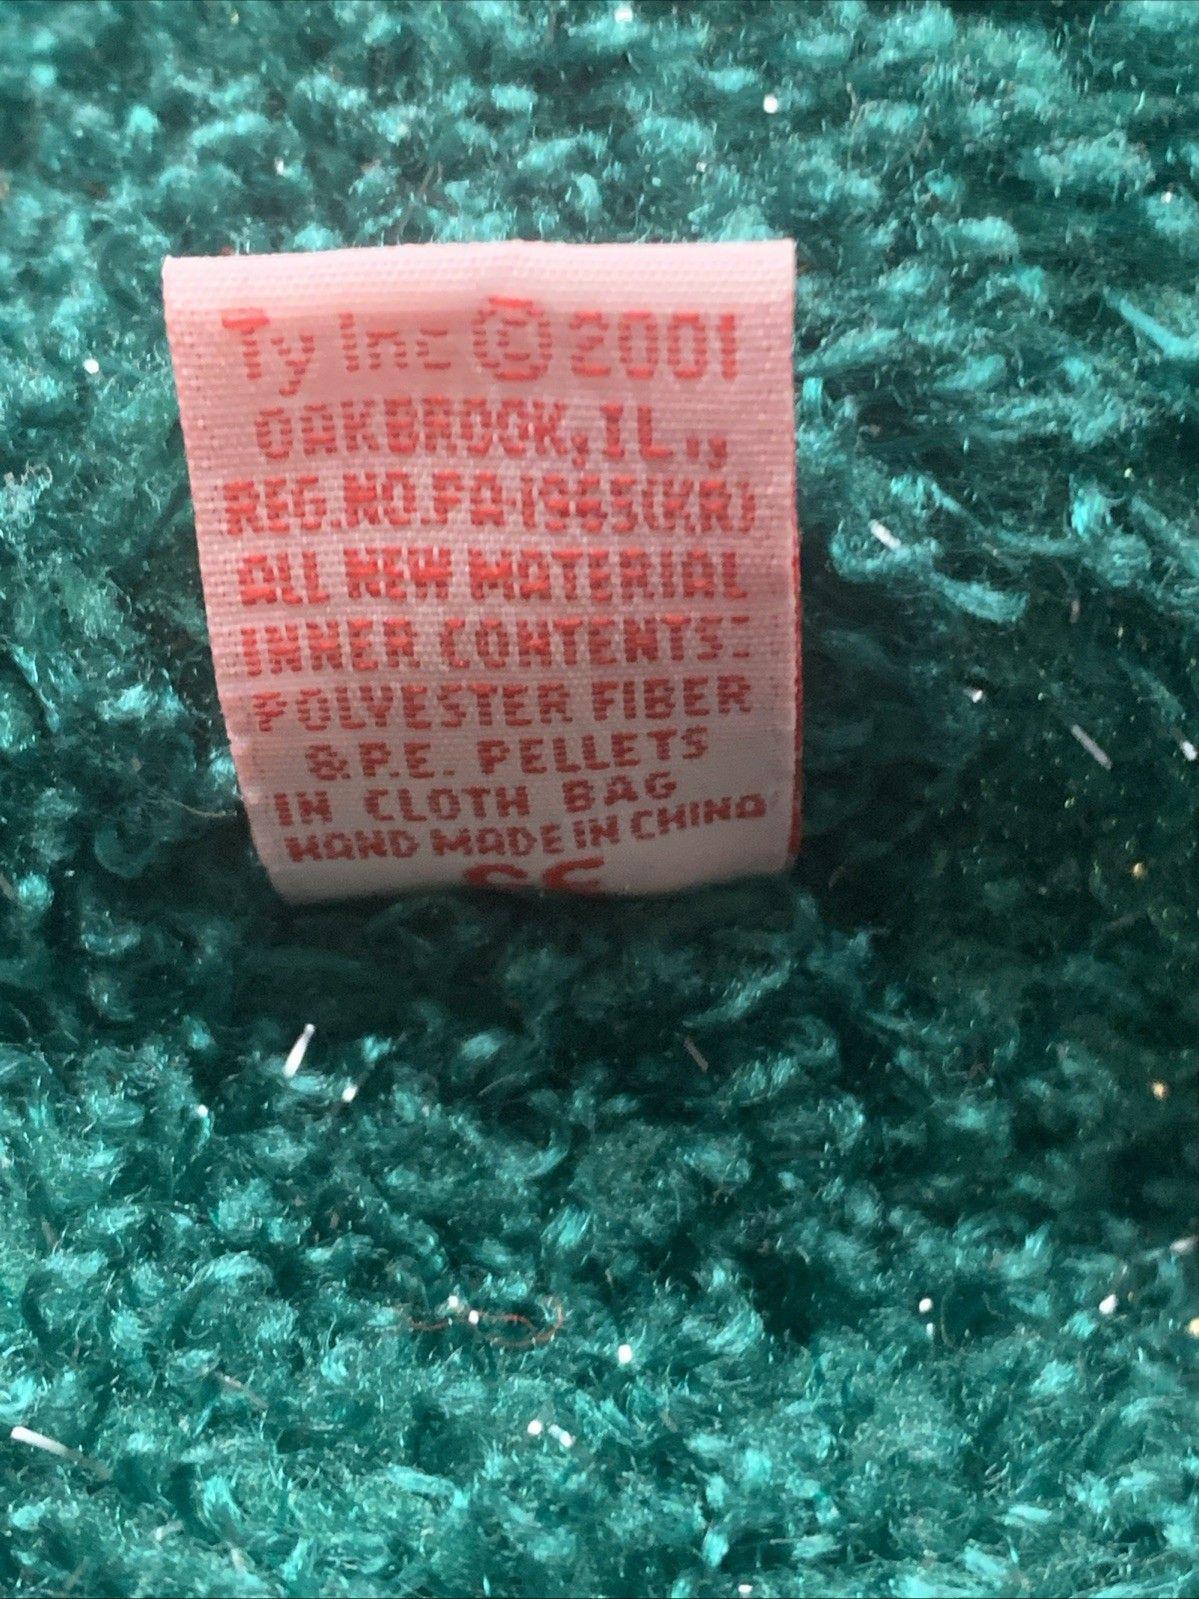 Ty Inc ©2001
OAKBROOK, IL.,
REG.NO.PA-1965(KR)
ALL NEW MATERIAL
INNER CONTENTS:
POLYESTER FIBER
& P.E. PELLETS
IN CLOTH BAG
HAND MADE IN CHINA
CE